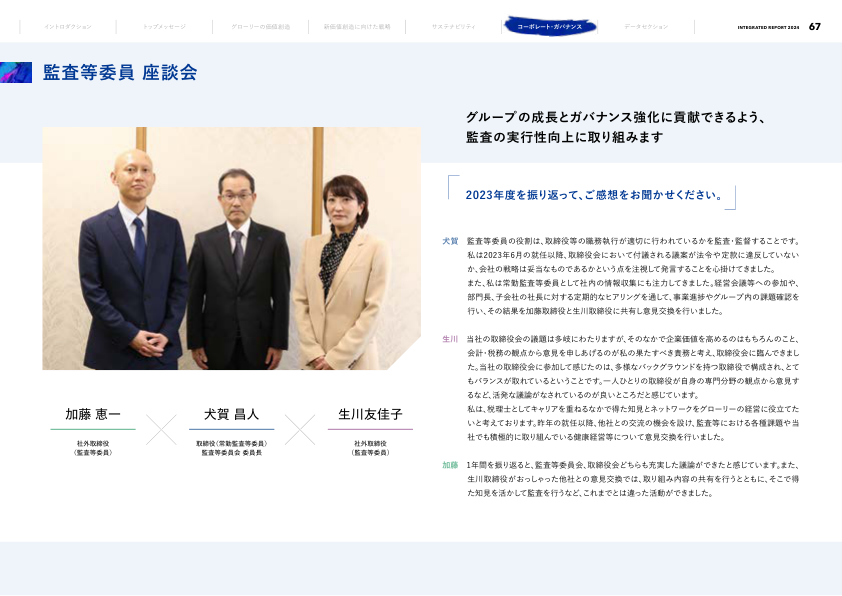 イントロダクション
トップメッセージ
グローリーの価値創造
新価値創造に向けた戦略
サステナビリティ
コーポレート・ガバナンス
データセクション
INTEGRATED REPORT 2024 67
監査等委員 座談会
グループの成長とガバナンス強化に貢献できるよう、
監査の実行性向上に取り組みます
2023年度を振り返って、ご感想をお聞かせください。
犬賀 監査等委員の役割は、取締役等の職務執行が適切に行われているかを監査・監督することです。
私は2023年6月の就任以降、取締役会において付議される議案が法令や定款に違反していない
か、会社の戦略は妥当なものであるかという点を注視して発言することを心掛けてきました。
また、私は常勤監査等委員として社内の情報収集にも注力してきました。経営会議等への参加や、
部門長、子会社の社長に対する定期的なヒアリングを通して、事業進捗やグループ内の課題確認を
行い、その結果を加藤取締役と生川取締役に共有し意見交換を行いました。
生川 当社の取締役会の議題は多岐にわたりますが、そのなかで企業価値を高めるのはもちろんのこと、
会計・税務の観点から意見を申しあげるのが私の果たすべき責務と考え、取締役会に臨んできまし
た。当社の取締役会に参加して感じたのは、多様なバックグラウンドを持つ取締役で構成され、とて
もバランスが取れているということです。一人ひとりの取締役が自身の専門分野の観点から意見す
るなど、活発な議論がなされているのが良いところだと感じています。
私は、税理士としてキャリアを重ねるなかで得た知見とネットワークをグローリーの経営に役立てた
いと考えております。昨年の就任以降、他社との交流の機会を設け、監査等における各種課題や当
社でも積極的に取り組んでいる健康経営等について意見交換を行いました。
加藤 1年間を振り返ると、監査等委員会、取締役会どちらも充実した議論ができたと感じています。また、
生川取締役がおっしゃった他社との意見交換では、取り組み内容の共有を行うとともに、そこで得
た知見を活かして監査を行うなど、これまでとは違った活動ができました。
加藤 恵一
社外取締役
（監査等委員）
犬賀 昌人
取締役（常勤監査等委員）
監査等委員会 委員長
生川友佳子
社外取締役
（監査等委員）